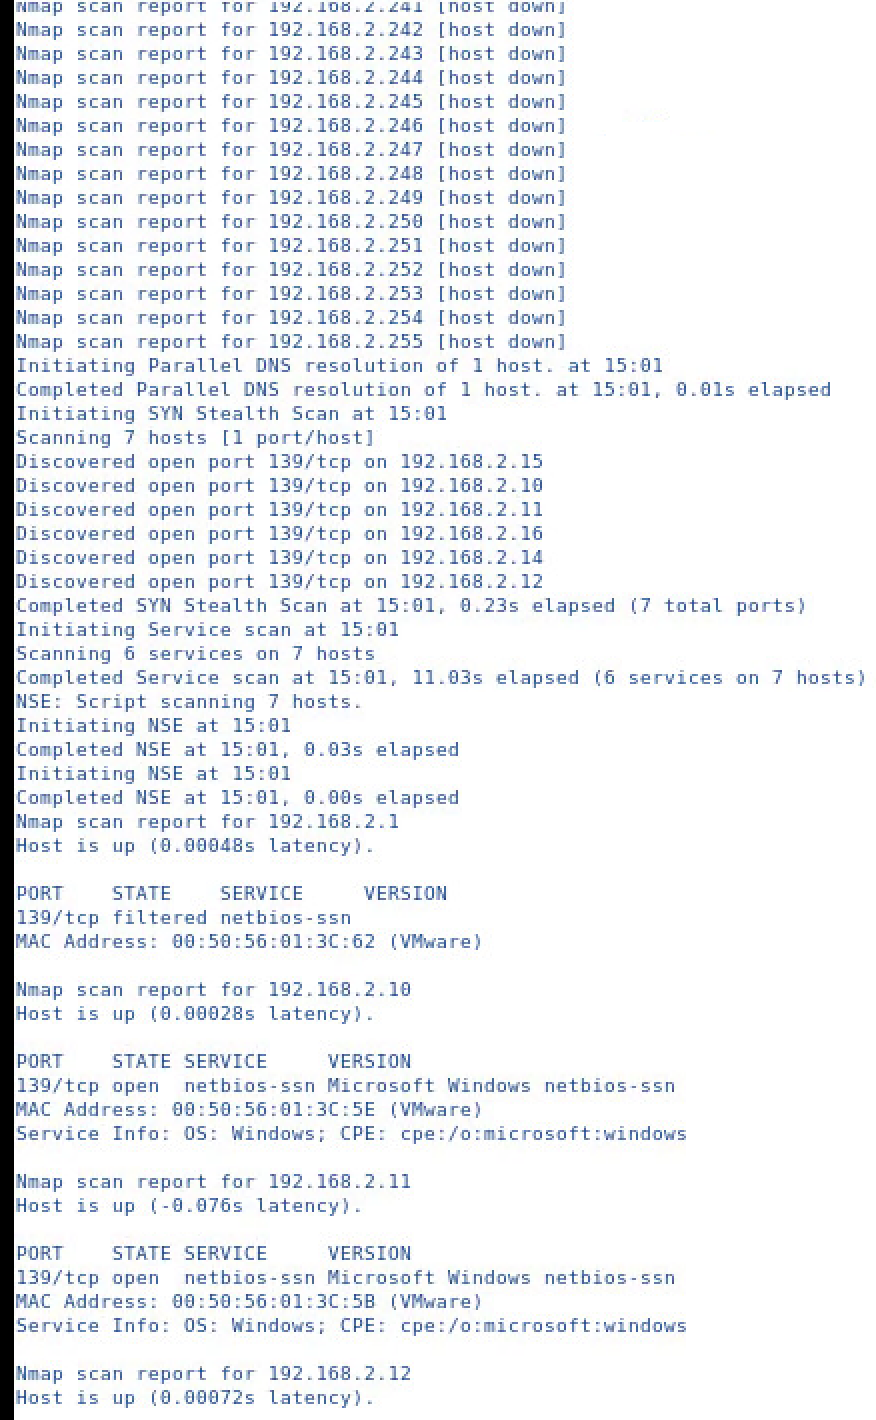 Nmap scan report for 192.168.2.241 [host down]
Nmap scan report for 192.168.2.242 [host down]
Nmap scan report for 192.168.2.243 [host down]
Nmap scan report for 192.168.2.244 [host down]
Nmap scan report for 192.168.2.245 [host down]
Nmap scan report for 192.168.2.246 [host down]
Nmap scan report for 192.168.2.247 [host down]
Nmap scan report for 192.168.2.248 [host down]
Nmap scan report for 192.168.2.249 [host down]
Nmap scan report for 192.168.2.250 [host down]
Nmap scan report for 192.168.2.251 [host down]
Nmap scan report for 192.168.2.252 [host down]
Nmap scan report for 192.168.2.253 [host down]
Nmap scan report for 192.168.2.254 [host down]
Nmap scan report for 192.168.2.255 [host down]
Initiating Parallel DNS resolution of 1 host. at 15:01
Completed Parallel DNS resolution of 1 host. at 15:01, 0.01s elapsed
Initiating SYN Stealth Scan at 15:01
Scanning 7 hosts [1 port/host]
Discovered open port 139/tcp on 192.168.2.15
Discovered open port 139/tcp on 192.168.2.10
Discovered open port 139/tcp on 192.168.2.11
Discovered open port 139/tcp on 192.168.2.16
Discovered open port 139/tcp on 192.168.2.14
Discovered open port 139/tcp on 192.168.2.12
Completed SYN Stealth Scan at 15:01, 0.23s elapsed (7 total ports)
Initiating Service scan at 15:01
Scanning 6 services on 7 hosts
Completed Service scan at 15:01, 11.03s elapsed (6 services on 7 hosts)
NSE: Script scanning 7 hosts.
Initiating NSE at 15:01
Completed NSE at 15:01, 0.03s elapsed
Initiating NSE at 15:01
Completed NSE at 15:01, 0.00s elapsed
Nmap scan report for 192.168.2.1
Host is up (0.00048s latency).
PORT    STATE    SERVICE     VERSION
139/tcp filtered netbios-ssn
MAC Address: 00:50:56:01:3C:62 (VMware)
Nmap scan report for 192.168.2.10
Host is up (0.00028s latency).
PORT    STATE SERVICE     VERSION
139/tcp open  netbios-ssn Microsoft Windows netbios-ssn
MAC Address: 00:50:56:01:3C:5E (VMware)
Service Info: OS: Windows; CPE: cpe:/o:microsoft:windows
Nmap scan report for 192.168.2.11
Host is up (-0.076s latency).
PORT    STATE SERVICE     VERSION
139/tcp open  netbios-ssn Microsoft Windows netbios-ssn
MAC Address: 00:50:56:01:3C:5B (VMware)
Service Info: OS: Windows; CPE: cpe:/o:microsoft:windows
Nmap scan report for 192.168.2.12
Host is up (0.00072s latency).